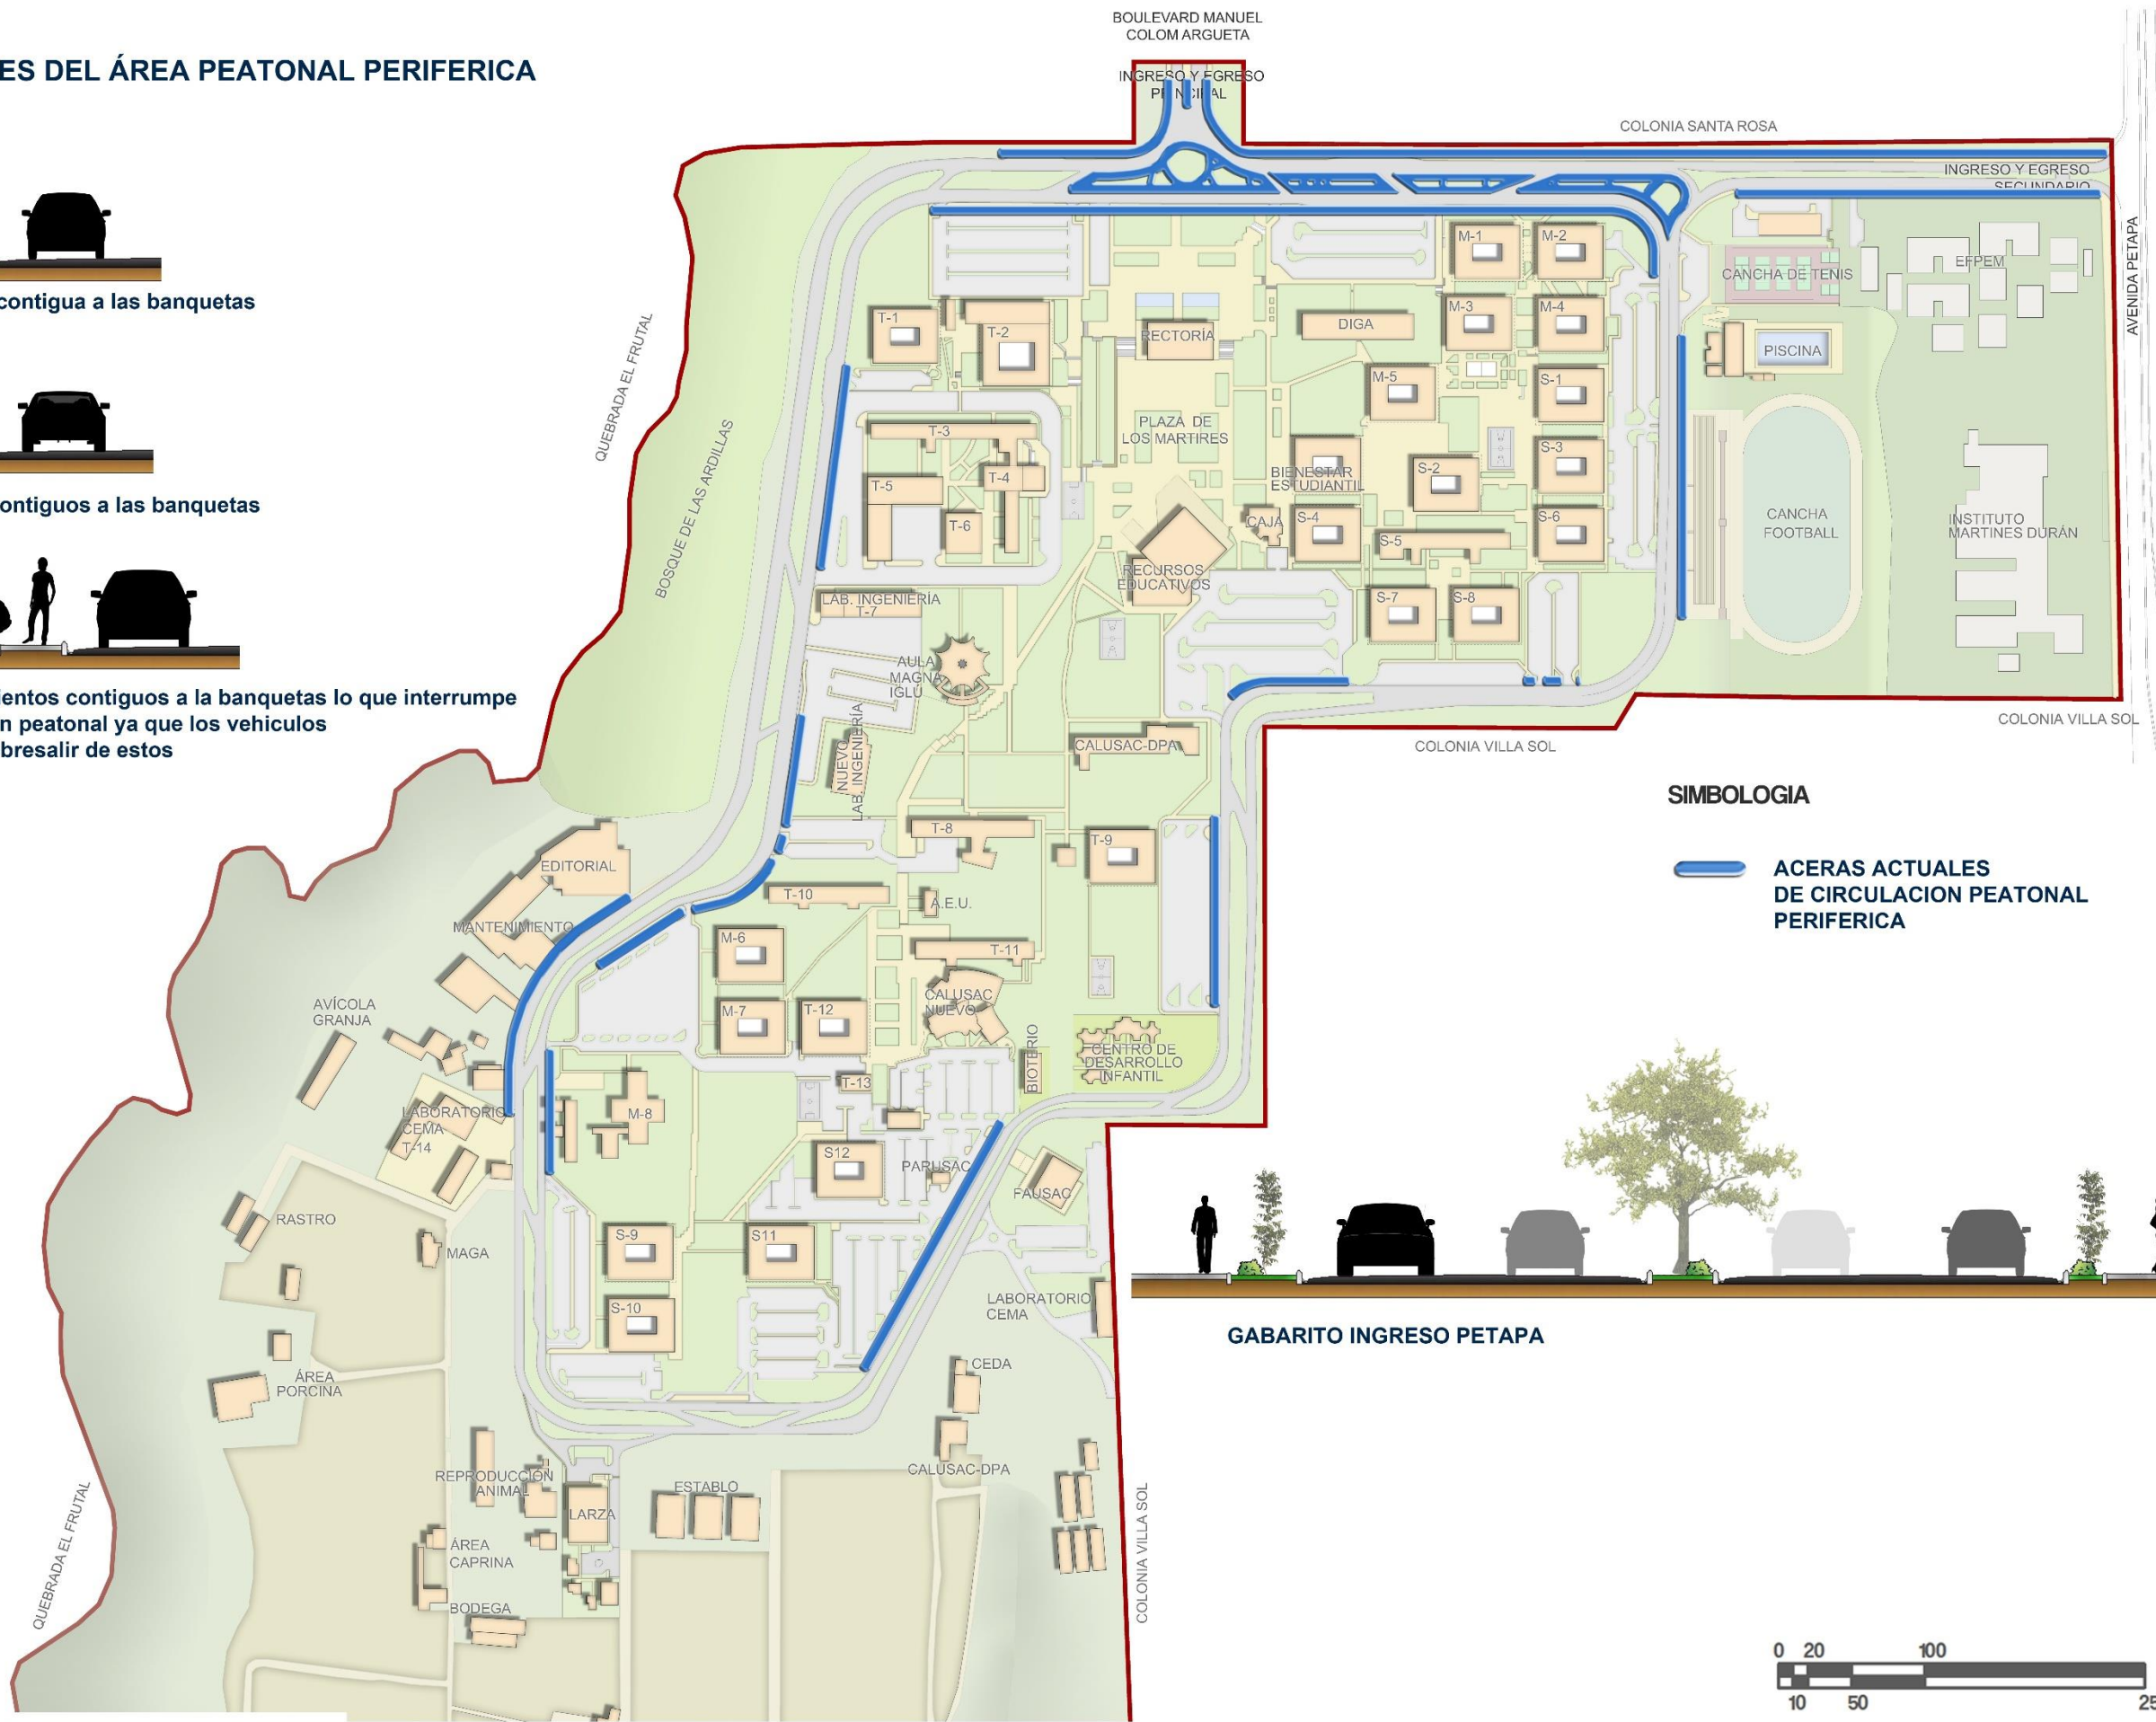 BOULEVARD MANUEL
COLOM ARGUETA
ES DEL ÁREA PEATONAL PERIFERICA
INGRESO Y EGRESO
PRINCIPAL
COLONIA SANTA ROSA
INGRESO Y EGRESO
SECUNDARIO
AVENIDA PETAPA
contigua a las banquetas
ontiguos a las banquetas
ientos contiguos a la banquetas lo que interrumpe
n peatonal ya que los vehiculos
bresalir de estos
QUEBRADA EL FRUTAL
BOSQUE DE LAS ARDILLAS
M-1
M-2
CANCHA DE TENIS
EFPEM
T-1
T-2
RECTORÍA
DIGA
M-3
M-4
PISCINA
M-5
S-1
T-3
PLAZA DE
LOS MARTIRES
S-3
T-4
T-5
BIENESTAR
ESTUDIANTIL
S-2
T-6
CAJA
S-4
S-5
S-6
CANCHA
FOOTBALL
INSTITUTO
MARTINES DURÁN
RECURSOS
EDUCATIVOS
LAB. INGENIERÍA
T-7
S-7
S-8
AULA
MAGNA
IGLU
NUEVO
LAB. INGENIERÍA
CALUSAC-DPA
COLONIA VILLA SOL
COLONIA VILLA SOL
SIMBOLOGIA
ACERAS ACTUALES
DE CIRCULACION PEATONAL
PERIFERICA
T-8
T-9
EDITORIAL
T-10
A.E.U.
MANTENIMIENTO
M-6
T-11
AVÍCOLA
GRANJA
CALUSAC
NUEVO
M-7
T-12
BIOTERIO
CENTRO DE
DESARROLLO
INFANTIL
T-13
LABORATORIO
CEMA
T-14
M-8
S12
PARUSAC
FAUSAC
RASTRO
MAGA
S-9
S11
S-10
LABORATORIO
CEMA
GABARITO INGRESO PETAPA
CEDA
ÁREA
PORCINA
CALUSAC-DPA
REPRODUCCIÓN
ANIMAL
ESTABLO
LARZA
ÁREA
CAPRINA
BODEGA
QUEBRADA EL FRUTAL
COLONIA VILLA SOL
0 20 100
10 50 25